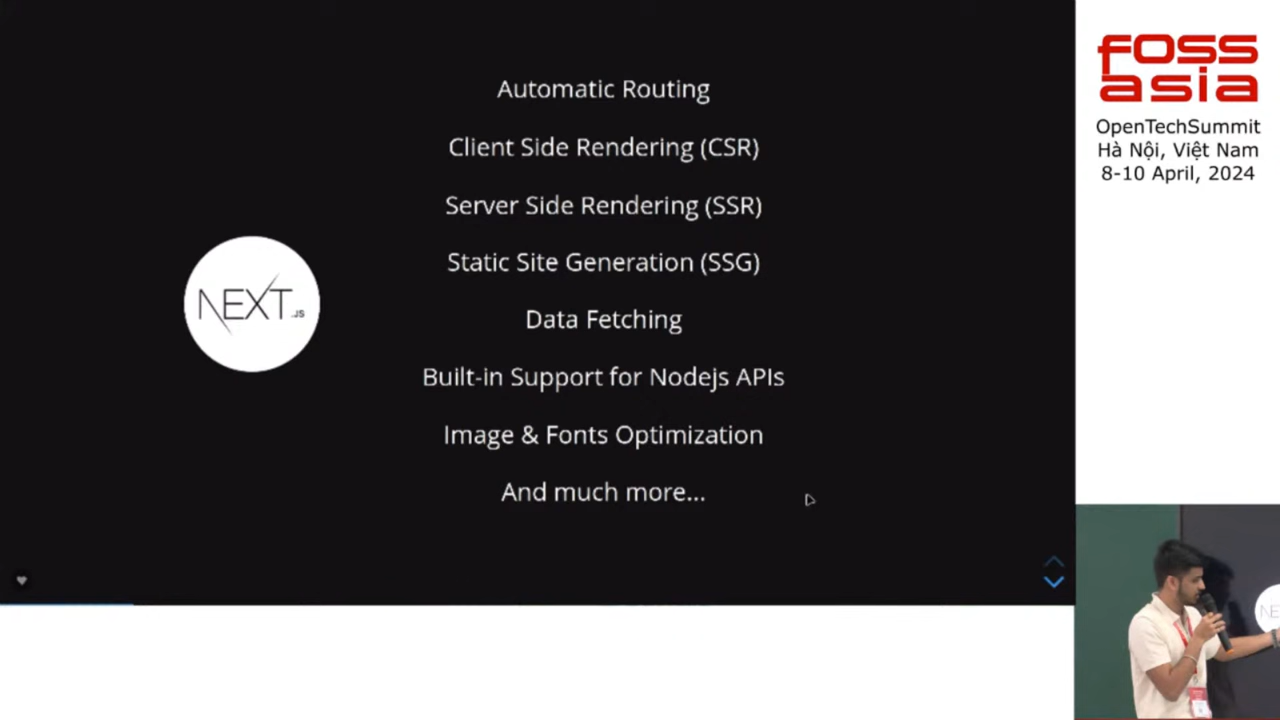 Automatic Routing
Client Side Rendering (CSR)
Server Side Rendering (SSR)
Static Site Generation (SSG)
NEXT.JS
Data Fetching
Built-in Support for Nodejs APIs
Image & Fonts Optimization
And much more...
FOSS
asia
OpenTechSummit
Hà Nội, Việt Nam
8-10 April, 2024
NE